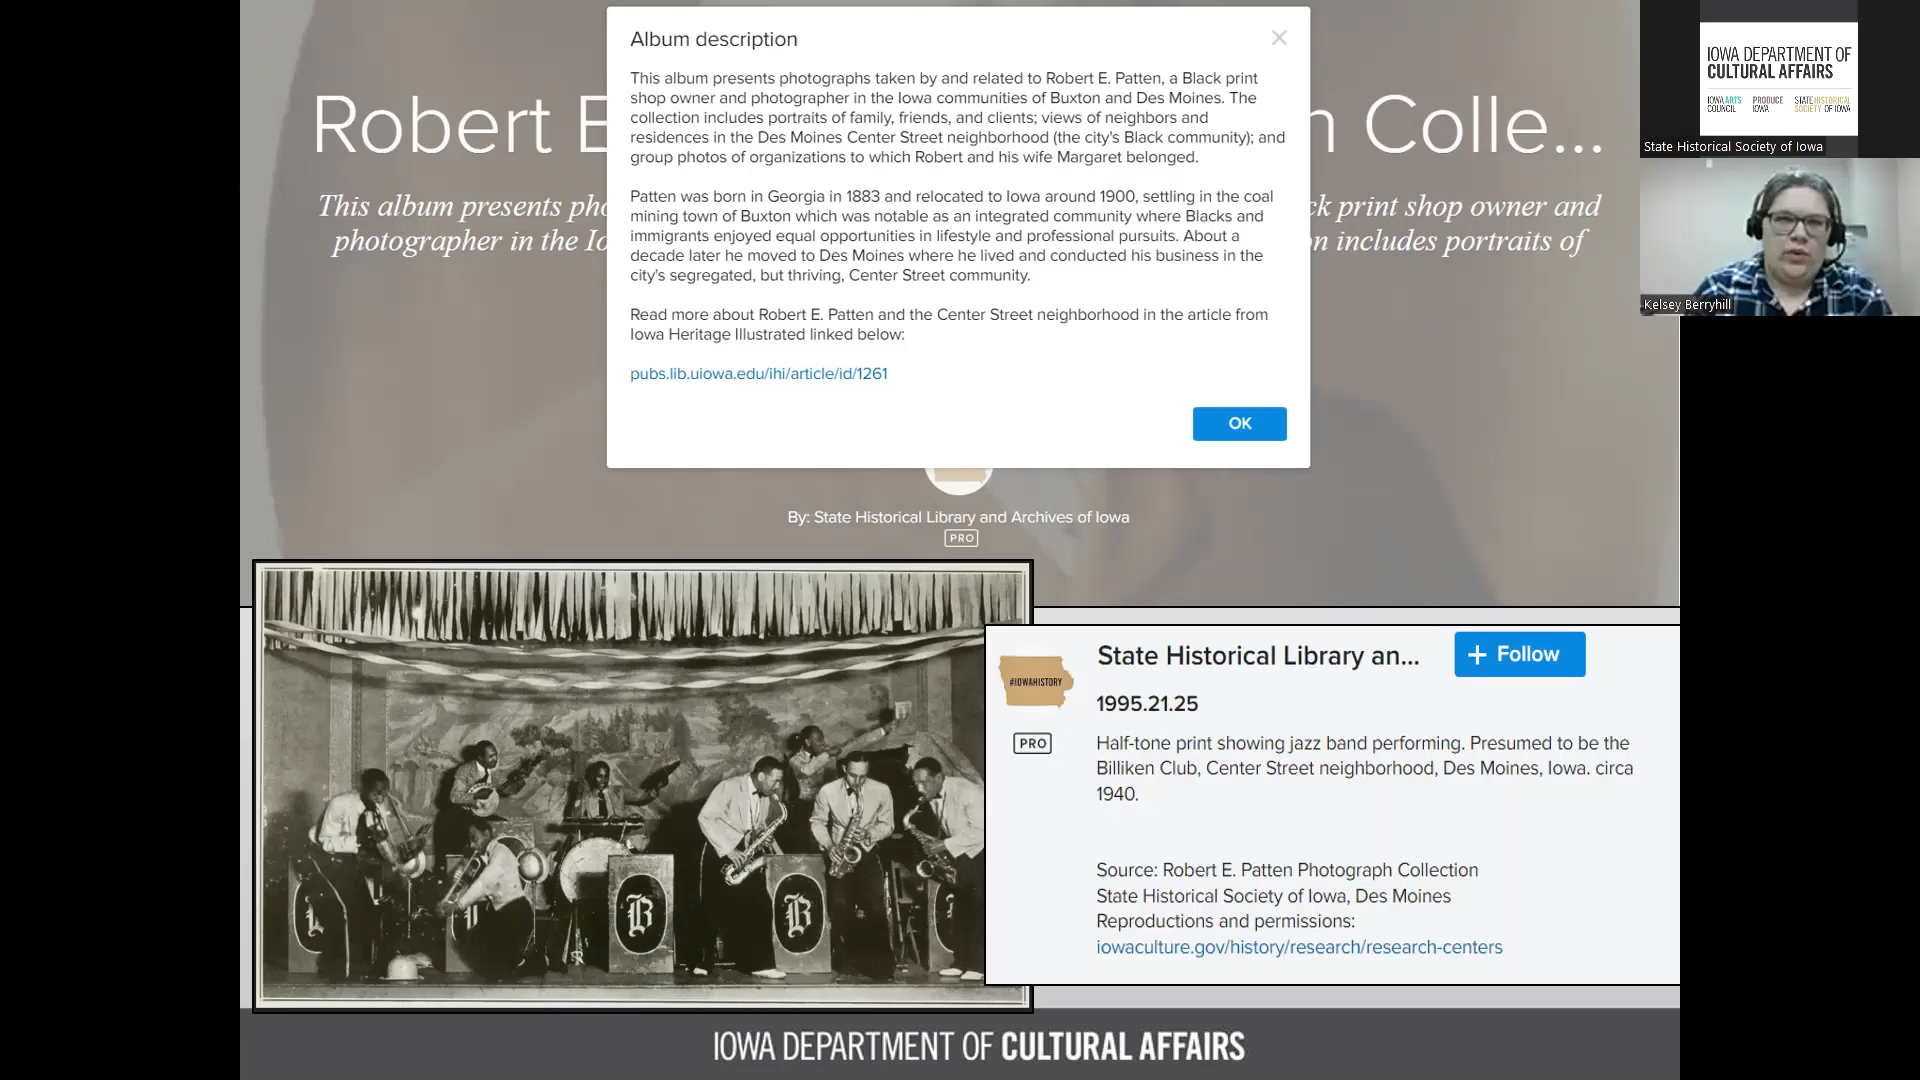 Album description
This album presents photographs taken by and related to Robert E. Patten, a Black print
shop owner and photographer in the Iowa communities of Buxton and Des Moines. The
collection includes portraits of family, friends, and clients; views of neighbors and
residences in the Des Moines Center Street neighborhood (the city's Black community); and
group photos of organizations to which Robert and his wife Margaret belonged.
Patten was born in Georgia in 1883 and relocated to Iowa around 1900, settling in the coal
mining town of Buxton which was notable as an integrated community where Blacks and
immigrants enjoyed equal opportunities in lifestyle and professional pursuits. About a
decade later he moved to Des Moines where he lived and conducted his business in the
city's segregated, but thriving, Center Street community.
Read more about Robert E. Patten and the Center Street neighborhood in the article from
Iowa Heritage Illustrated linked below:
pubs.lib.uiowa.edu/ihi/article/id/1261
OK
Robert E n Colle...
This album presents pho ck print shop owner and
photographer in the Io n includes portraits of
By: State Historical Library and Archives of Iowa
PRO
IOWA DEPARTMENT OF
CULTURAL AFFAIRS
IOWA ARTS COUNCIL
PRODUCE IOWA
STATE HISTORICAL SOCIETY OF IOWA
State Historical Society of Iowa
Kelsey Berryhill
B
B
#IOWAHISTORY
PRO
State Historical Library an...
+ Follow
1995.21.25
Half-tone print showing jazz band performing. Presumed to be the
Billiken Club, Center Street neighborhood, Des Moines, Iowa. circa
1940.
Source: Robert E. Patten Photograph Collection
State Historical Society of Iowa, Des Moines
Reproductions and permissions:
iowaculture.gov/history/research/research-centers
IOWA DEPARTMENT OF CULTURAL AFFAIRS